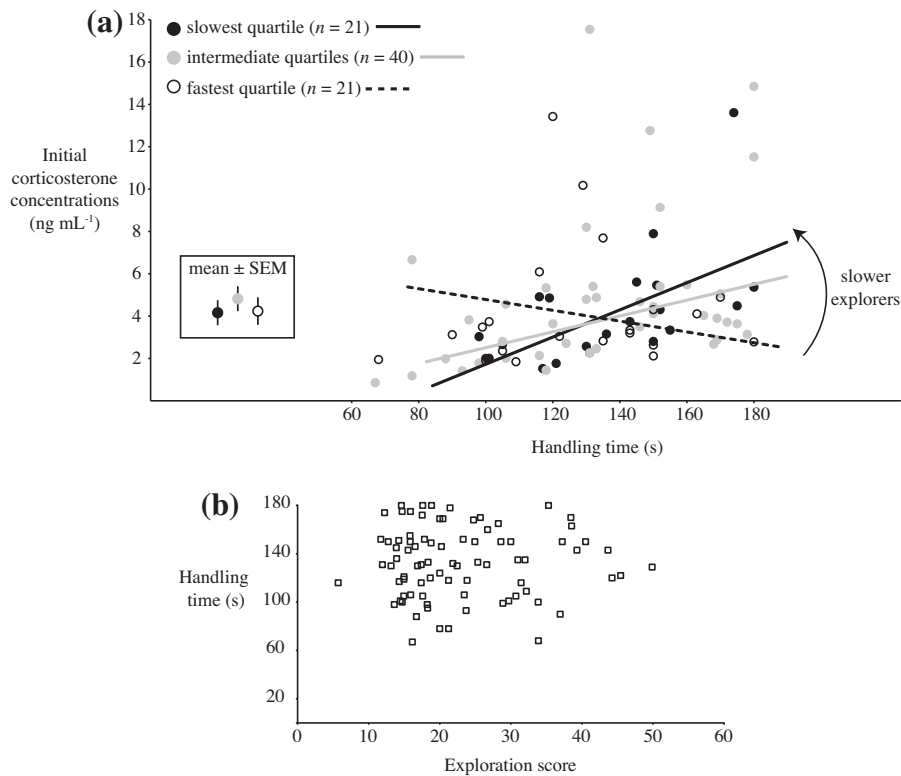 (a)
slowest quartile (n = 21)
intermediate quartiles (n = 40)
fastest quartile (n = 21)
18
16
14
12
10
8
6
4
2
Initial
corticosterone
concentrations
(ng mL-1)
mean ± SEM
slower
explorers
60 80 100 120 140 160 180
Handling time (s)
(b)
180
140
100
60
20
Handling
time (s)
0 10 20 30 40 50 60
Exploration score